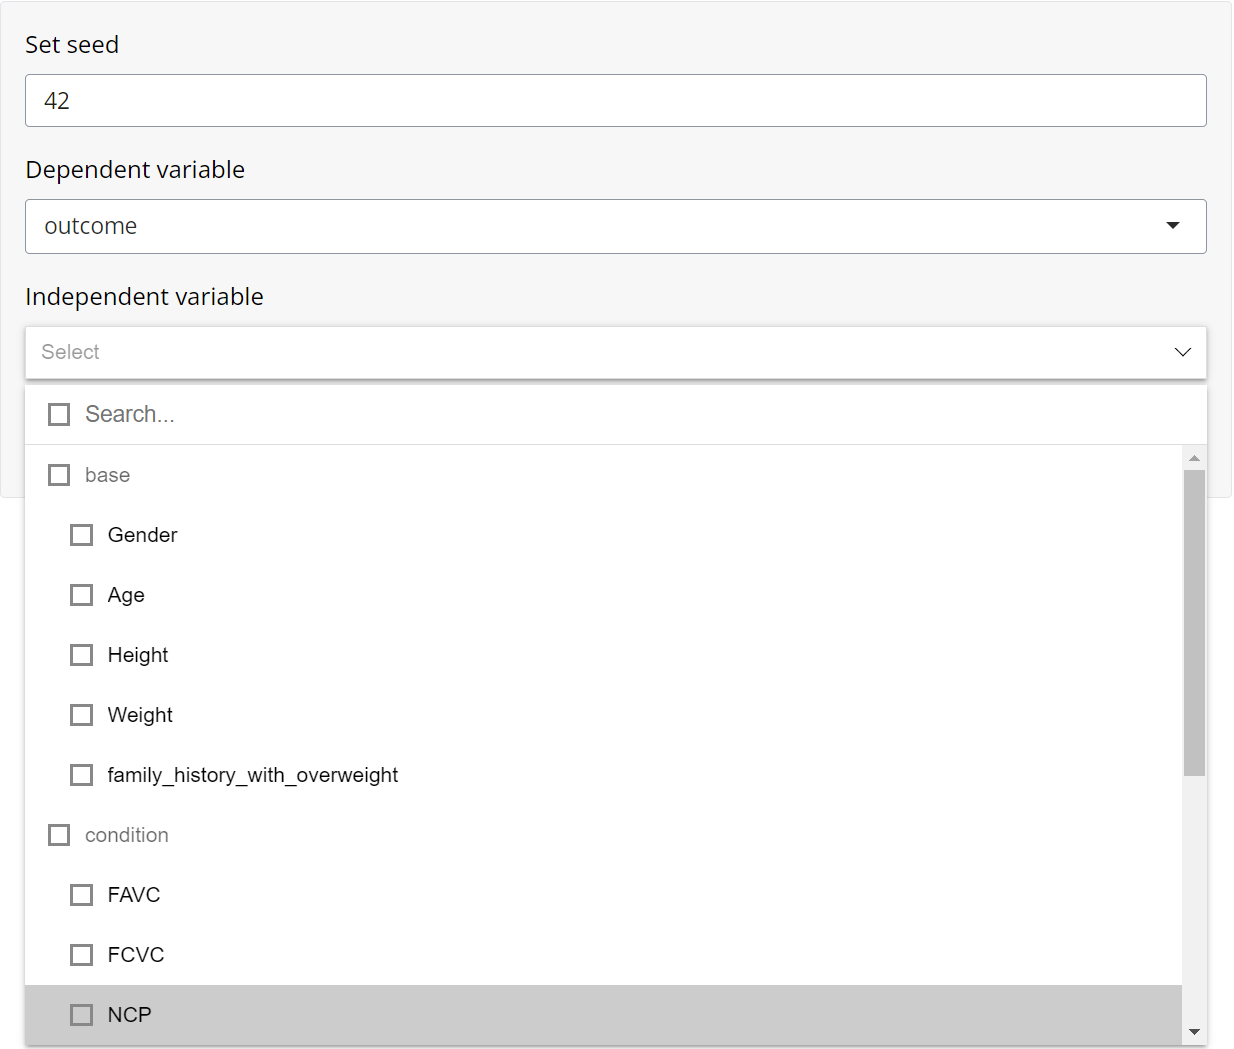 Set seed
42
Dependent variable
outcome
Independent variable
Select
Search...
base
Gender
Age
Height
Weight
family_history_with_overweight
condition
FAVC
FCVC
NCP